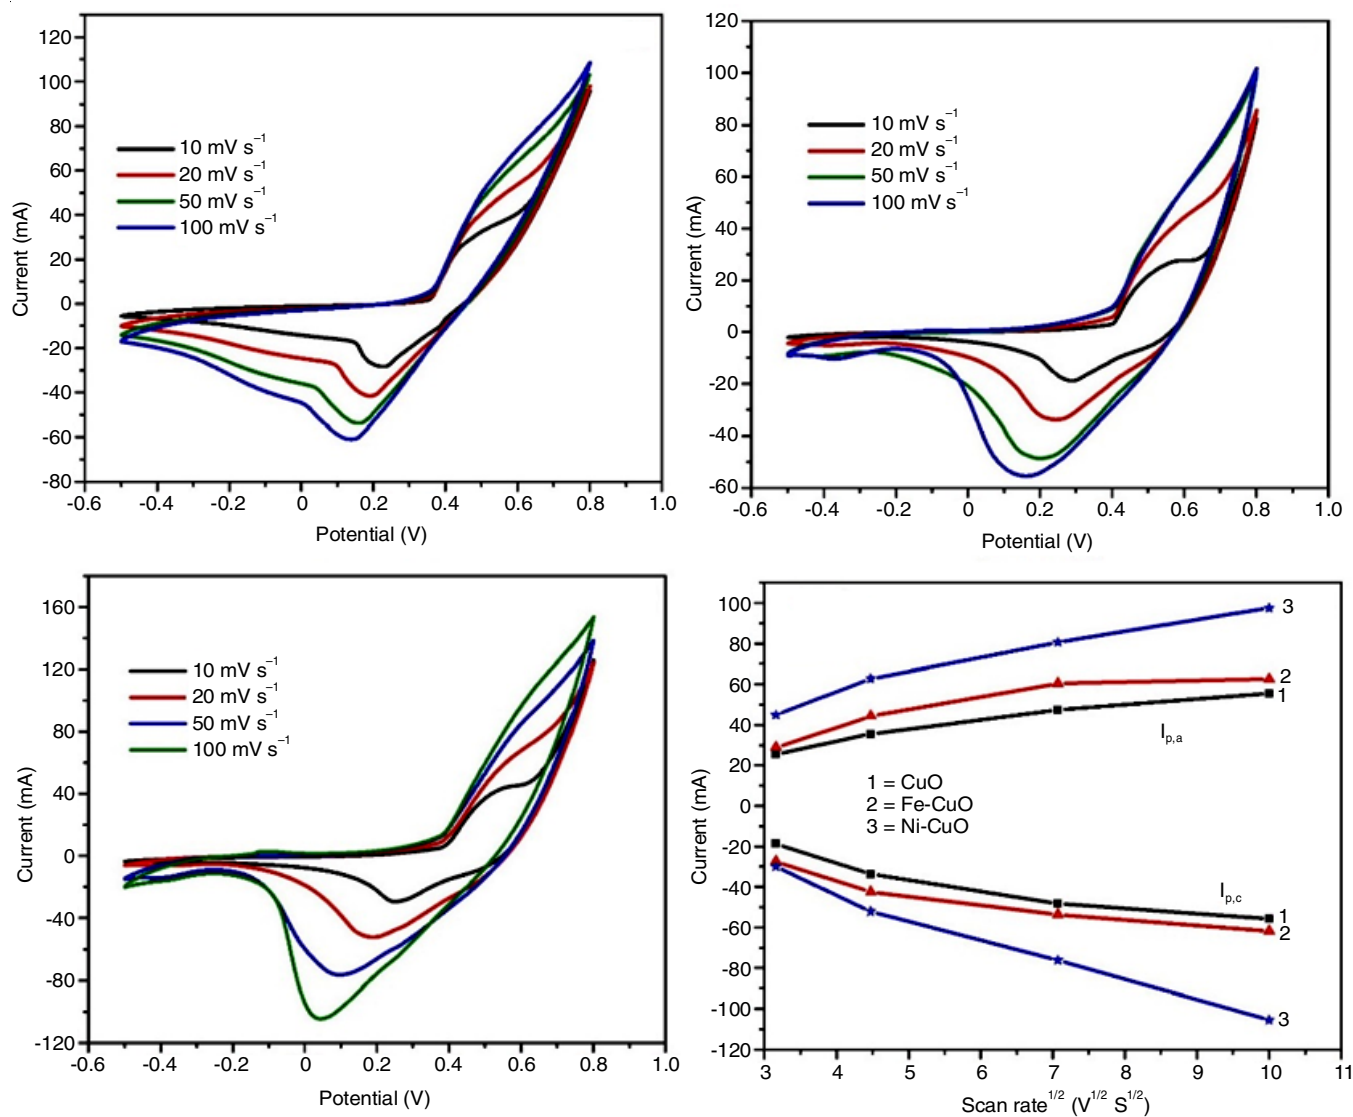 120
100
80
60
40
20
0
-20
-40
-60
-80
-0.6 -0.4 -0.2 0 0.2 0.4 0.6 0.8 1.0
Current (mA)
Potential (V)
10 mV s⁻¹
20 mV s⁻¹
50 mV s⁻¹
100 mV s⁻¹
120
100
80
60
40
20
0
-20
-40
-60
-0.6 -0.4 -0.2 0 0.2 0.4 0.6 0.8 1.0
Current (mA)
Potential (V)
10 mV s⁻¹
20 mV s⁻¹
50 mV s⁻¹
100 mV s⁻¹
160
120
80
40
0
-40
-80
-120
-0.6 -0.4 -0.2 0 0.2 0.4 0.6 0.8 1.0
Current (mA)
Potential (V)
10 mV s⁻¹
20 mV s⁻¹
50 mV s⁻¹
100 mV s⁻¹
100
80
60
40
20
0
-20
-40
-60
-80
-100
-120
3 4 5 6 7 8 9 10 11
Current (mA)
Scan rate¹ᐟ² (V¹ᐟ² S¹ᐟ²)
3
2
1
Iₚ,ₐ
1 = CuO
2 = Fe-CuO
3 = Ni-CuO
I_p,c
1
2
3